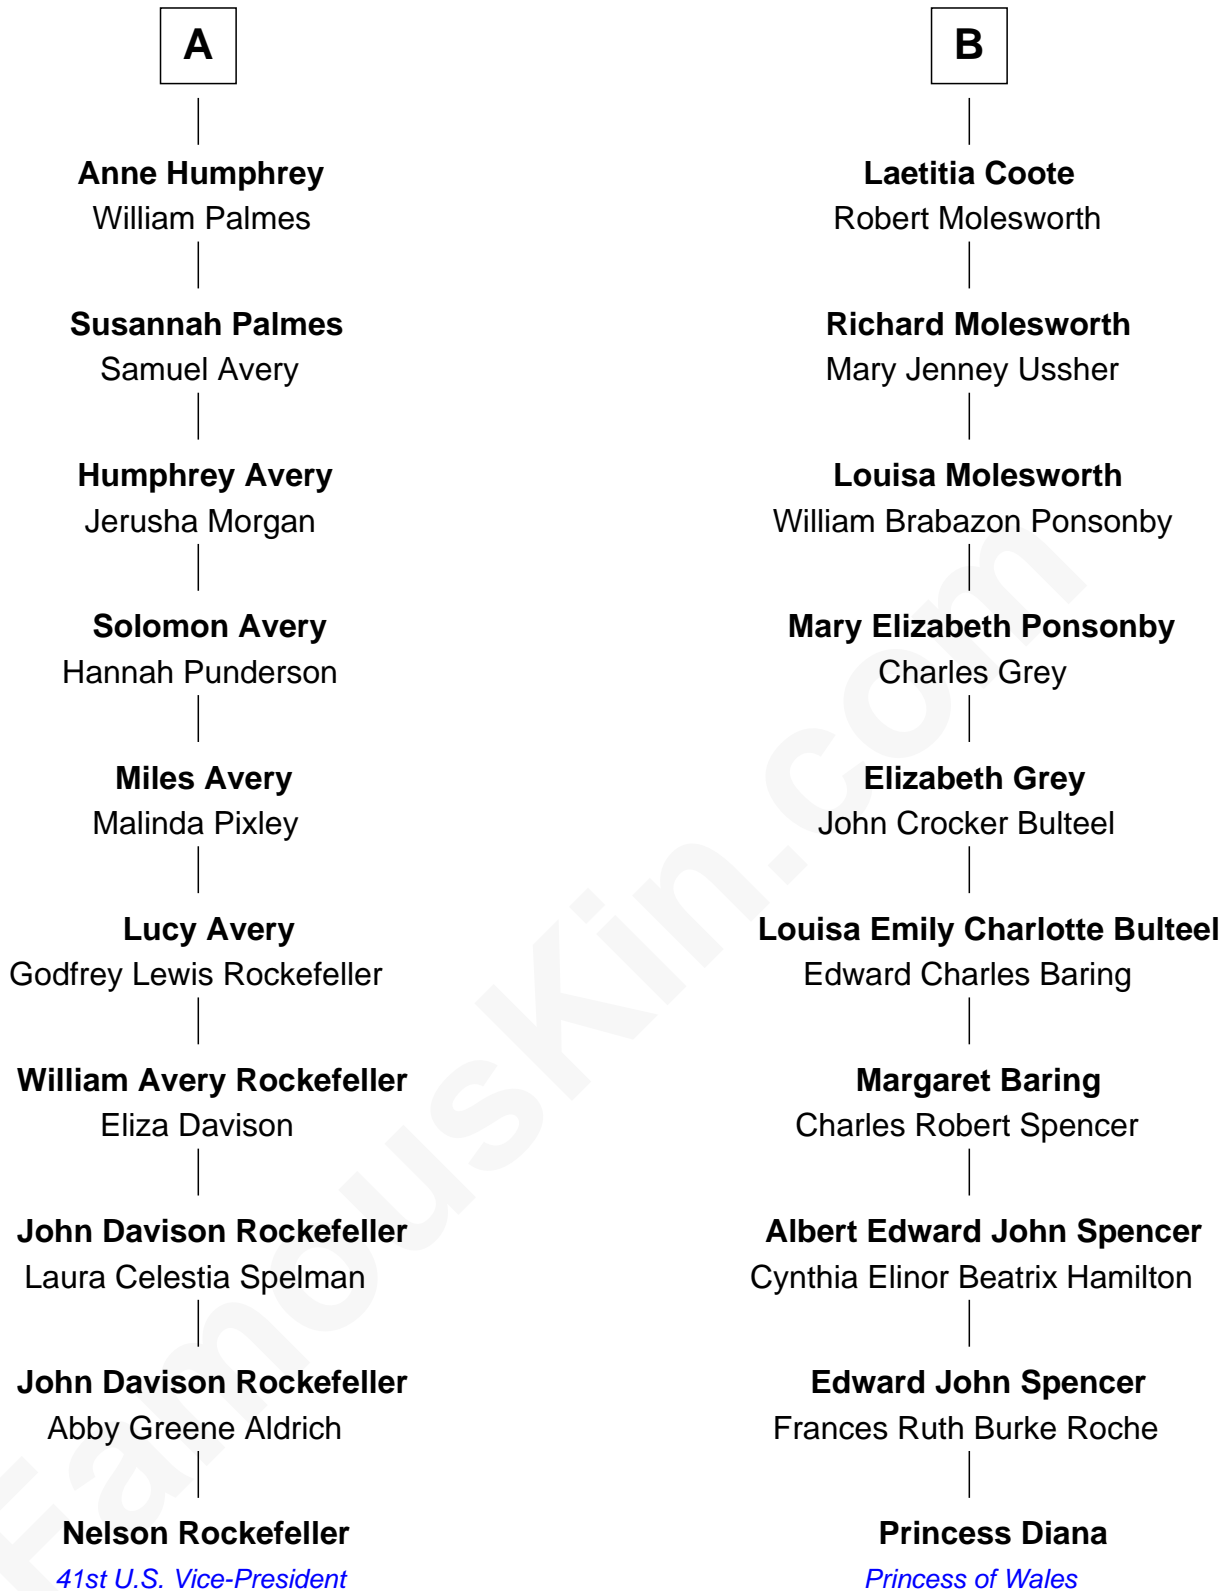 A
Anne Humphrey
William Palmes
Susannah Palmes
Samuel Avery
Humphrey Avery
Jerusha Morgan
Solomon Avery
Hannah Punderson
Miles Avery
Malinda Pixley
Lucy Avery
Godfrey Lewis Rockefeller
William Avery Rockefeller
Eliza Davison
John Davison Rockefeller
Laura Celestia Spelman
John Davison Rockefeller
Abby Greene Aldrich
Nelson Rockefeller
41st U.S. Vice-President
B
Laetitia Coote
Robert Molesworth
Richard Molesworth
Mary Jenney Ussher
Louisa Molesworth
William Brabazon Ponsonby
Mary Elizabeth Ponsonby
Charles Grey
Elizabeth Grey
John Crocker Bulteel
Louisa Emily Charlotte Bulteel
Edward Charles Baring
Margaret Baring
Charles Robert Spencer
Albert Edward John Spencer
Cynthia Elinor Beatrix Hamilton
Edward John Spencer
Frances Ruth Burke Roche
Princess Diana
Princess of Wales
FamousKin.com